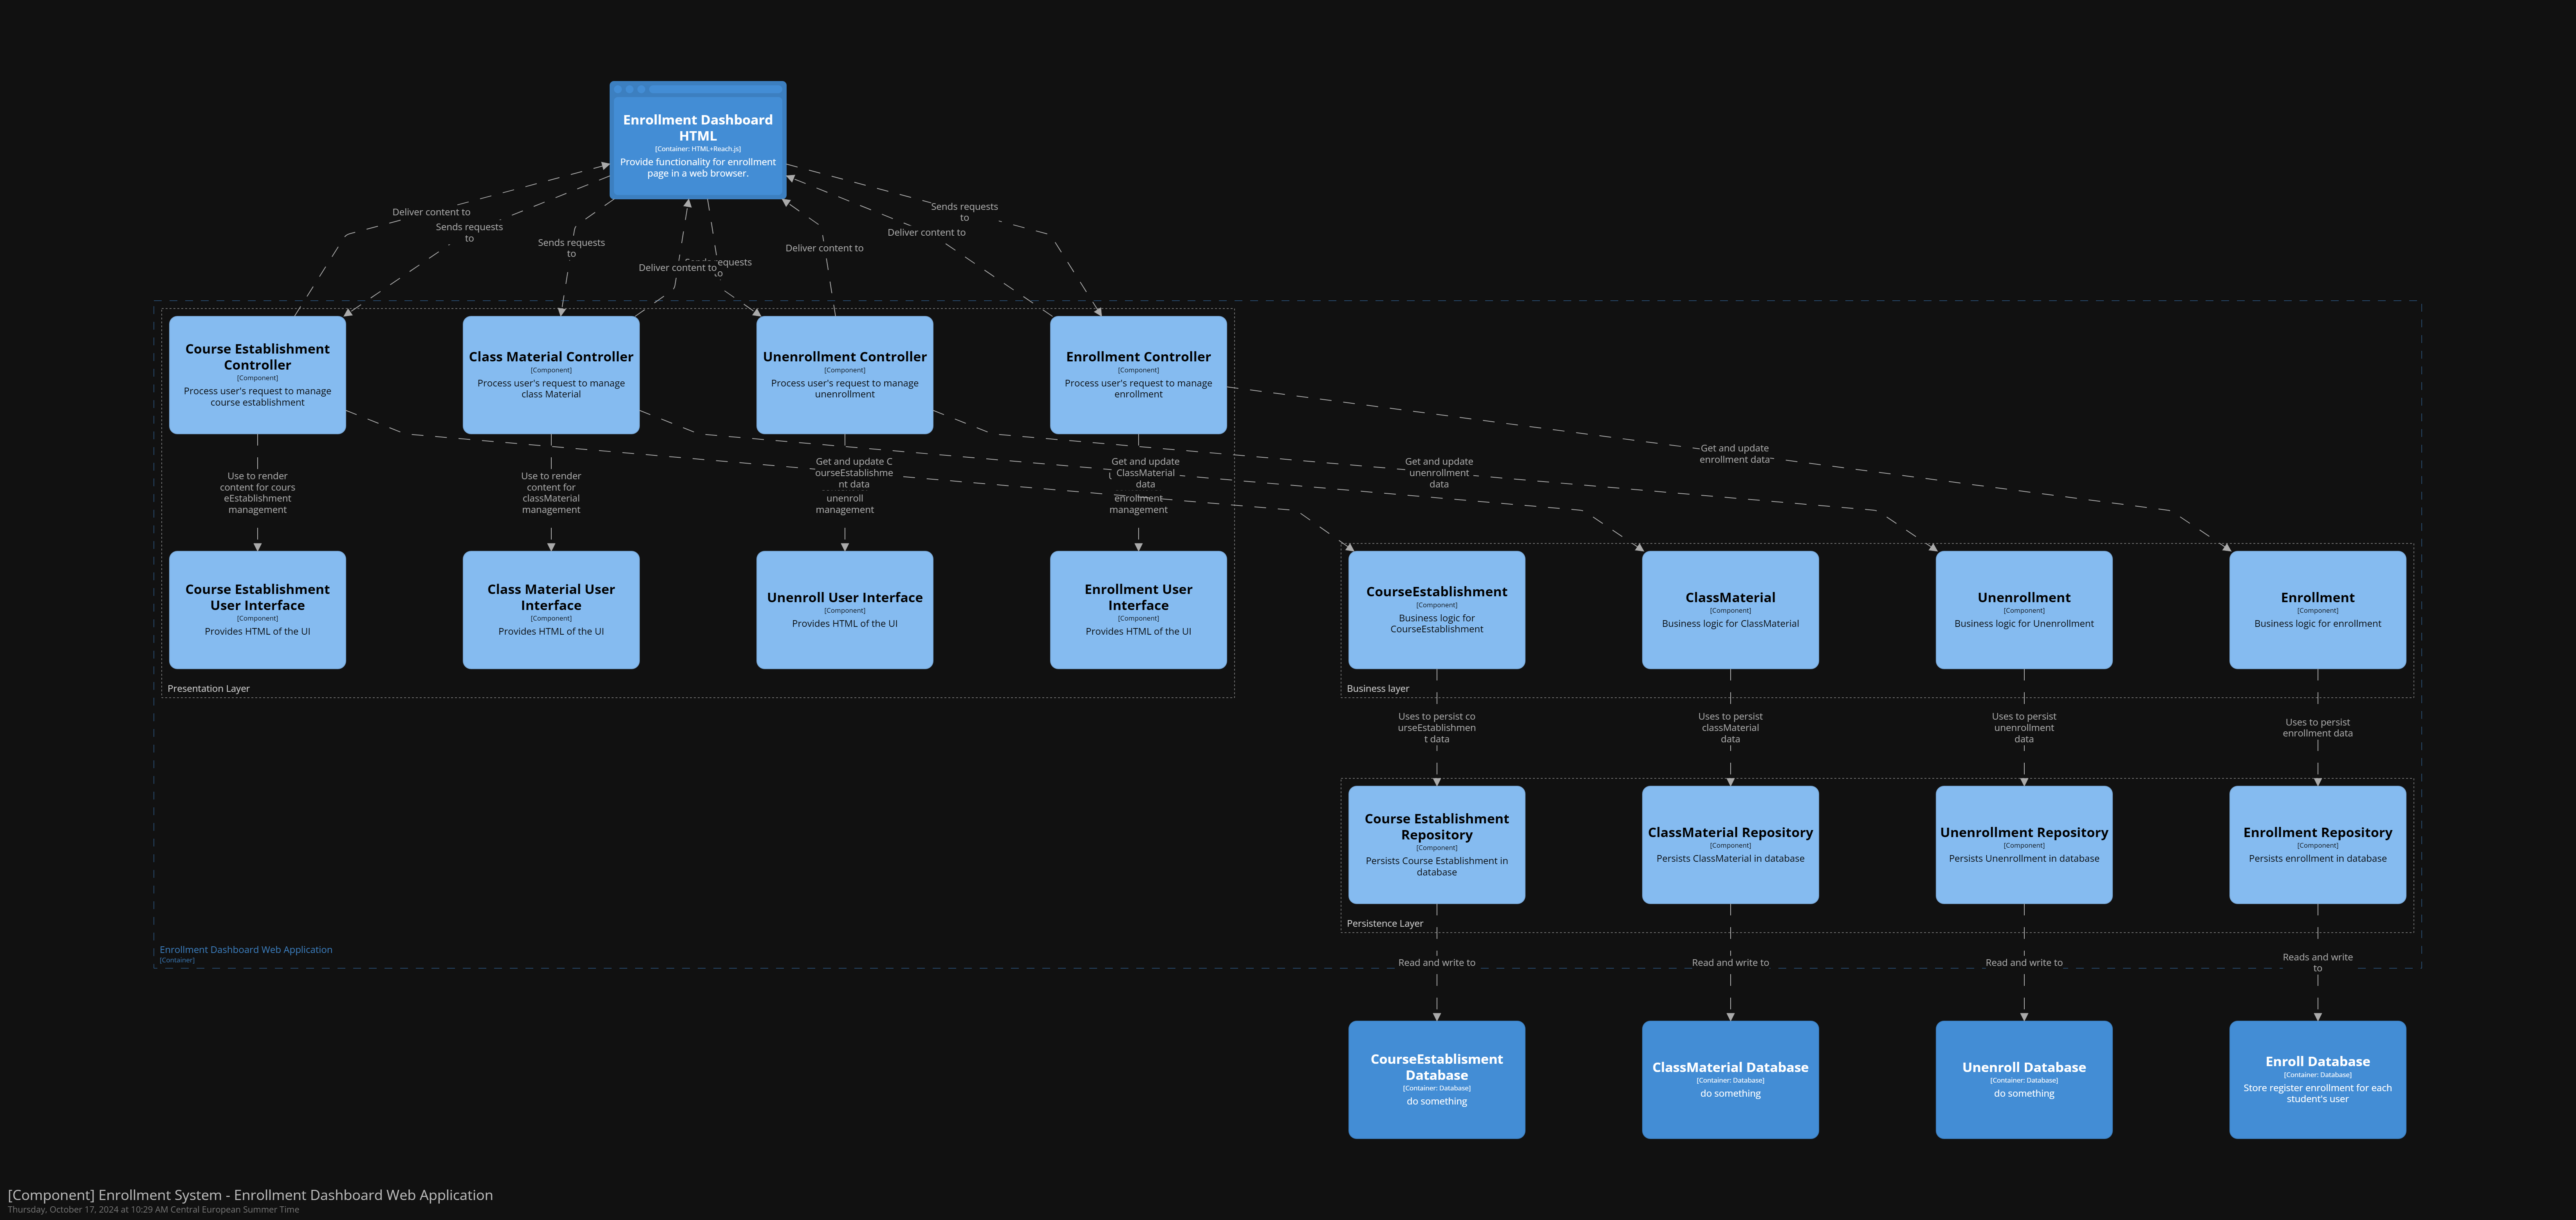 Enrollment Dashboard
HTML
[Container: HTML+Reach.js]
Provide functionality for enrollment
page in a web browser.
Deliver content to
Sends requests
to
Sends requests
to
Deliver content to
requests
to
Deliver content to
Sends requests
to
Deliver content to
Course Establishment
Controller
[Component]
Process user's request to manage
course establishment
Class Material Controller
[Component]
Process user's request to manage
class Material
Unenrollment Controller
[Component]
Process user's request to manage
unenrollment
Enrollment Controller
[Component]
Process user's request to manage
enrollment
Use to render
content for cours
eEstablishment
management
Use to render
content for
classMaterial
management
Get and update C
ourseEstablishme
nt data
unenroll
management
Get and update
ClassMaterial
data
enrollment
management
Get and update
unenrollment
data
Get and update
enrollment data
Course Establishment
User Interface
[Component]
Provides HTML of the UI
Class Material User
Interface
[Component]
Provides HTML of the UI
Unenroll User Interface
[Component]
Provides HTML of the UI
Enrollment User
Interface
[Component]
Provides HTML of the UI
Presentation Layer
CourseEstablishment
[Component]
Business logic for
CourseEstablishment
ClassMaterial
[Component]
Business logic for ClassMaterial
Unenrollment
[Component]
Business logic for Unenrollment
Enrollment
[Component]
Business logic for enrollment
Business layer
Uses to persist co
urseEstablishmen
t data
Uses to persist
classMaterial
data
Uses to persist
unenrollment
data
Uses to persist
enrollment data
Course Establishment
Repository
[Component]
Persists Course Establishment in
database
ClassMaterial Repository
[Component]
Persists ClassMaterial in database
Unenrollment Repository
[Component]
Persists Unenrollment in database
Enrollment Repository
[Component]
Persists enrollment in database
Persistence Layer
Enrollment Dashboard Web Application
[Container]
Read and write to
Read and write to
Read and write to
Reads and write
to
CourseEstablisment
Database
[Container: Database]
do something
ClassMaterial Database
[Container: Database]
do something
Unenroll Database
[Container: Database]
do something
Enroll Database
[Container: Database]
Store register enrollment for each
student's user
[Component] Enrollment System - Enrollment Dashboard Web Application
Thursday, October 17, 2024 at 10:29 AM Central European Summer Time